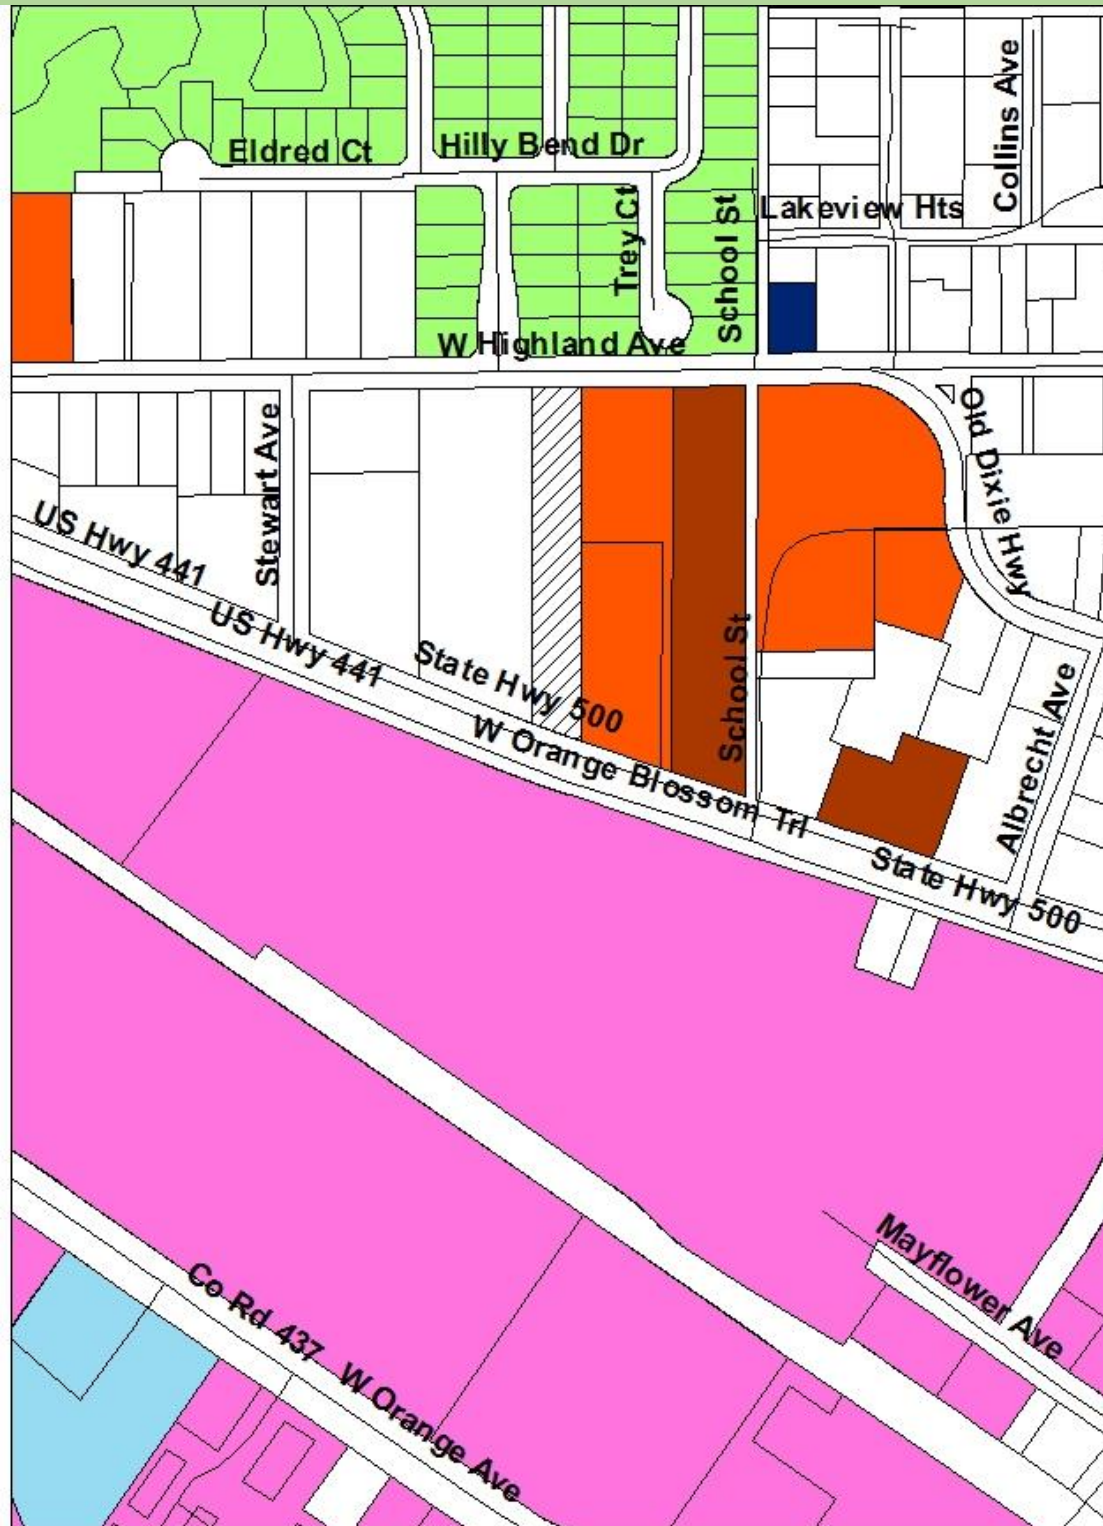 Collins Ave
Eldred Ct
Hilly Bend Dr
Trey Ct
School St
Lakeview Hts
W Highland Ave
Stewart Ave
Old Dixie Hwy
US Hwy 441
US Hwy 441
State Hwy 500
School St
W Orange Blossom Trl
Albrecht Ave
State Hwy 500
Mayflower Ave
Co Rd 437
W Orange Ave